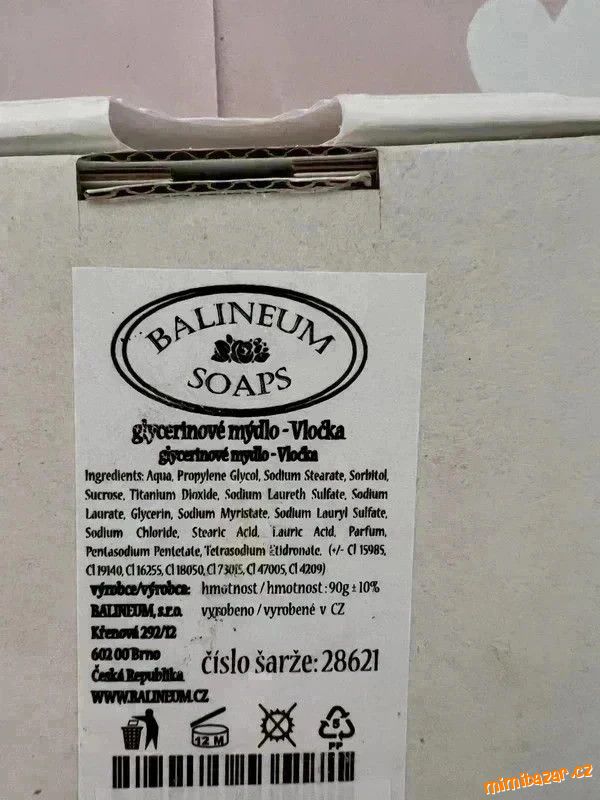 BALINEUM
SOAPS
glycerinové mýdlo - Vločka
glycerinové mydlo - Vločka
Ingredients: Aqua, Propylene Glycol, Sodium Stearate, Sorbitol,
Sucrose, Titanium Dioxide, Sodium Laureth Sulfate, Sodium
Laurate, Glycerin, Sodium Myristate, Sodium Lauryl Sulfate,
Sodium Chloride, Stearic Acid, Lauric Acid, Parfum,
Pentasodium Pentetate, Tetrasodium Etidronate. (+/- CI 15985,
CI 19140, CI 16255, CI 18050, CI 73015, CI 47005, CI 4209)
výrobce/výrobca: hmotnost / hmotnosť : 90g ± 10%
BALINEUM, s.r.o. vyrobeno / vyrobené v CZ
Křenová 292/12
602 00 Brno
Česká Republika číslo šarže: 28621
WWW.BALINEUM.CZ
12 M
5
PP
mimibazar.cz